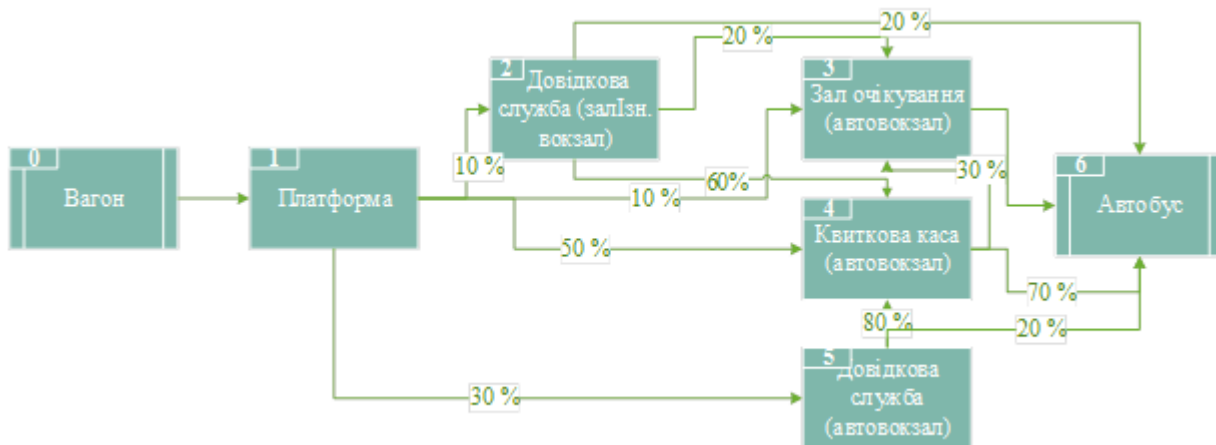 20 %
20 %
2
Довідкова
служба (залІзн.
вокзал)
3
Зал очікування
(автовокзал)
0
Вагон
1
Платформа
10 %
60%
10 %
30 %
6
Автобус
4
Квиткова каса
(автовокзал)
50 %
70 %
80 %
20 %
5
Довідкова
служба
(автовокзал)
30 %